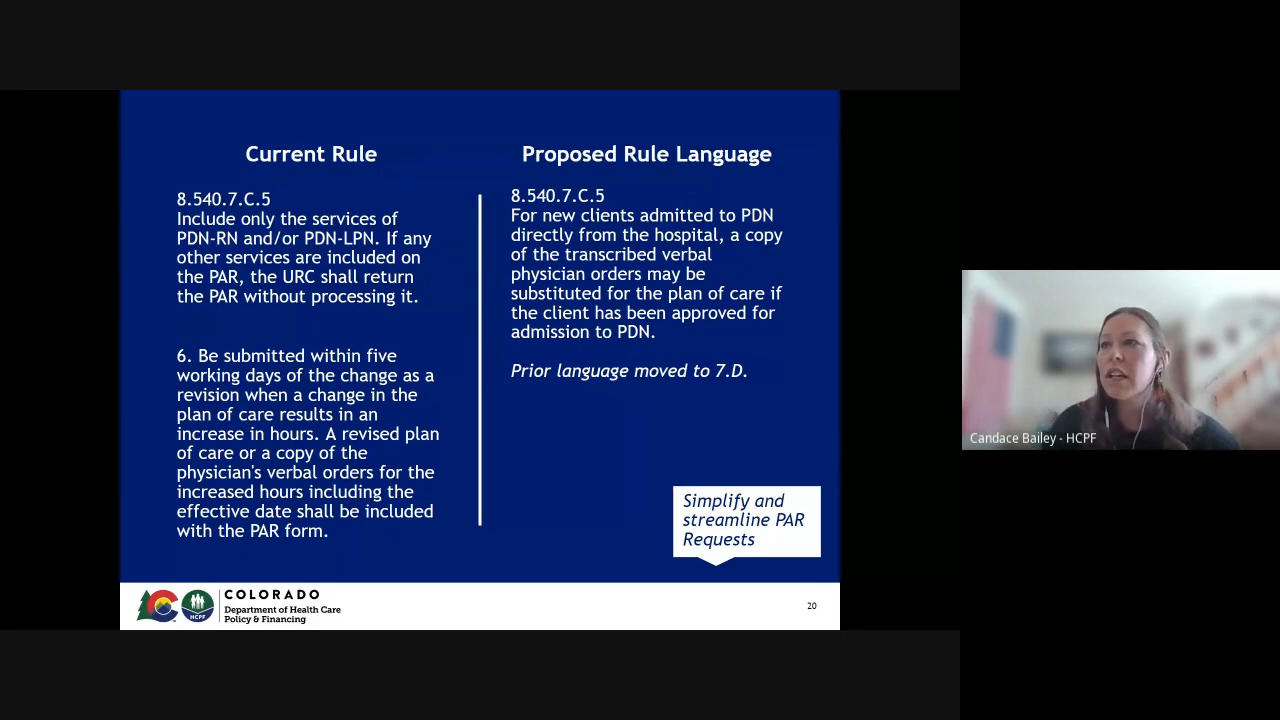 Current Rule
8.540.7.C.5
Include only the services of
PDN-RN and/or PDN-LPN. If any
other services are included on
the PAR, the URC shall return
the PAR without processing it.
6. Be submitted within five
working days of the change as a
revision when a change in the
plan of care results in an
increase in hours. A revised plan
of care or a copy of the
physician's verbal orders for the
increased hours including the
effective date shall be included
with the PAR form.
Proposed Rule Language
8.540.7.C.5
For new clients admitted to PDN
directly from the hospital, a copy
of the transcribed verbal
physician orders may be
substituted for the plan of care if
the client has been approved for
admission to PDN.
Prior language moved to 7.D.
Simplify and
streamline PAR
Requests
HCPF
COLORADO
Department of Health Care
Policy & Financing
20
Candace Bailey - HCPF